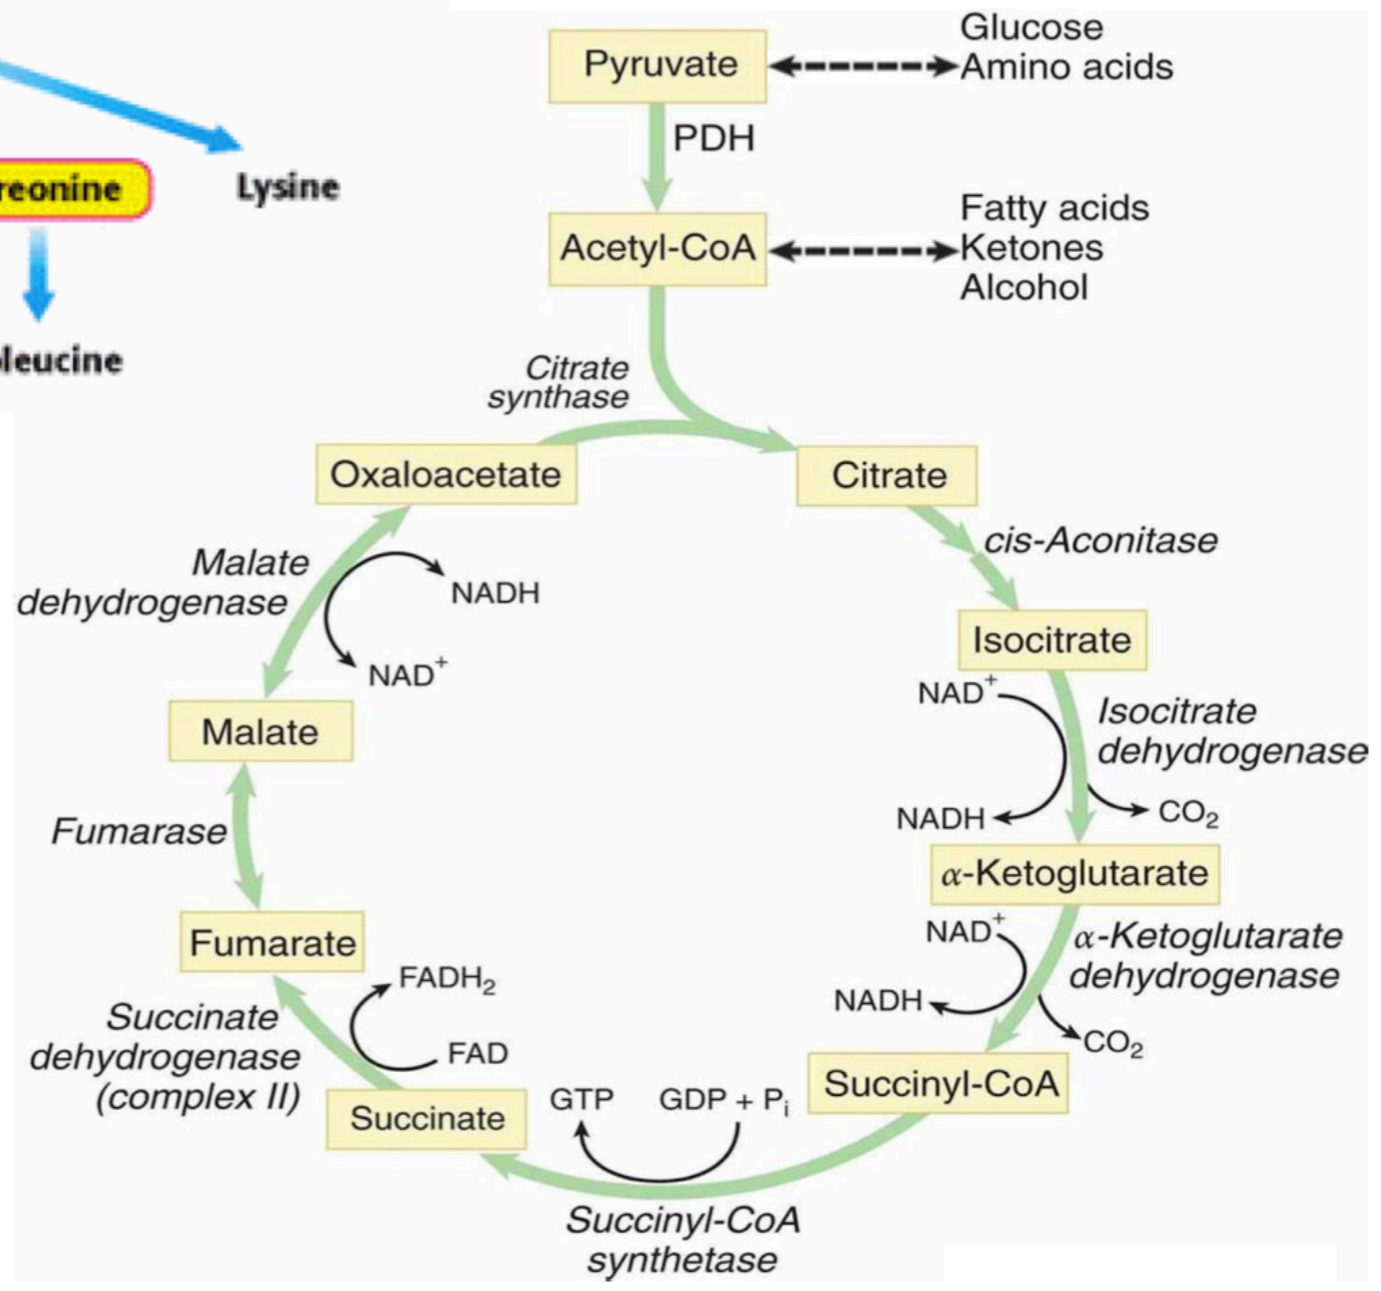 Glucose
Pyruvate
Amino acids
PDH
reonine
Lysine
Fatty acids
Acetyl-CoA
Ketones
Alcohol
leucine
Citrate
synthase
Oxaloacetate
Citrate
cis-Aconitase
Malate
dehydrogenase
NADH
NAD⁺
Isocitrate
NAD⁺
Isocitrate
dehydrogenase
NADH
CO₂
Malate
Fumarase
α-Ketoglutarate
NAD⁺
α-Ketoglutarate
dehydrogenase
NADH
CO₂
Fumarate
FADH₂
FAD
Succinate
dehydrogenase
(complex II)
Succinate
GTP
GDP + Pᵢ
Succinyl-CoA
Succinyl-CoA
synthetase